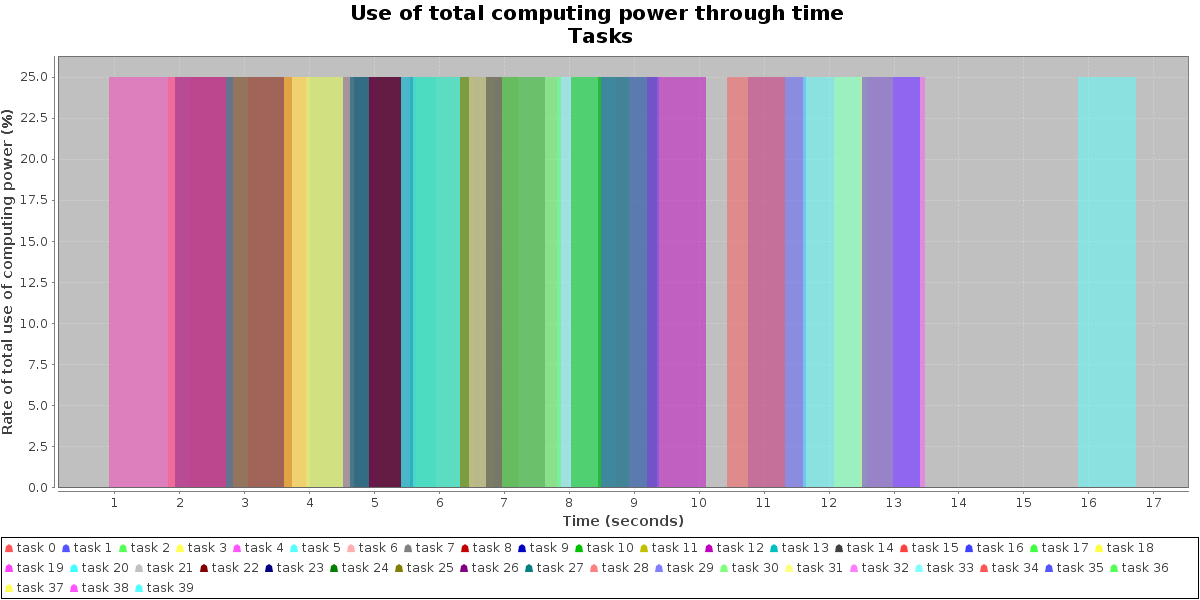 Use of total computing power through time
Tasks
Rate of total use of computing power (%)
25.0
22.5
20.0
17.5
15.0
12.5
10.0
7.5
5.0
2.5
0.0
1 2 3 4 5 6 7 8 9 10 11 12 13 14 15 16 17
Time (seconds)
task 0 task 1 task 2 task 3 task 4 task 5 task 6 task 7 task 8 task 9 task 10 task 11 task 12 task 13 task 14 task 15 task 16 task 17 task 18
task 19 task 20 task 21 task 22 task 23 task 24 task 25 task 26 task 27 task 28 task 29 task 30 task 31 task 32 task 33 task 34 task 35 task 36
task 37 task 38 task 39